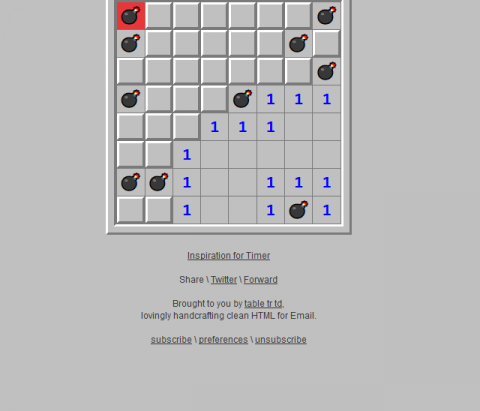 1 1 1
1 1 1
1
1 1 1 1
1 1 1
Inspiration for Timer
Share \ Twitter \ Forward
Brought to you by table tr td,
lovingly handcrafting clean HTML for Email.
subscribe \ preferences \ unsubscribe